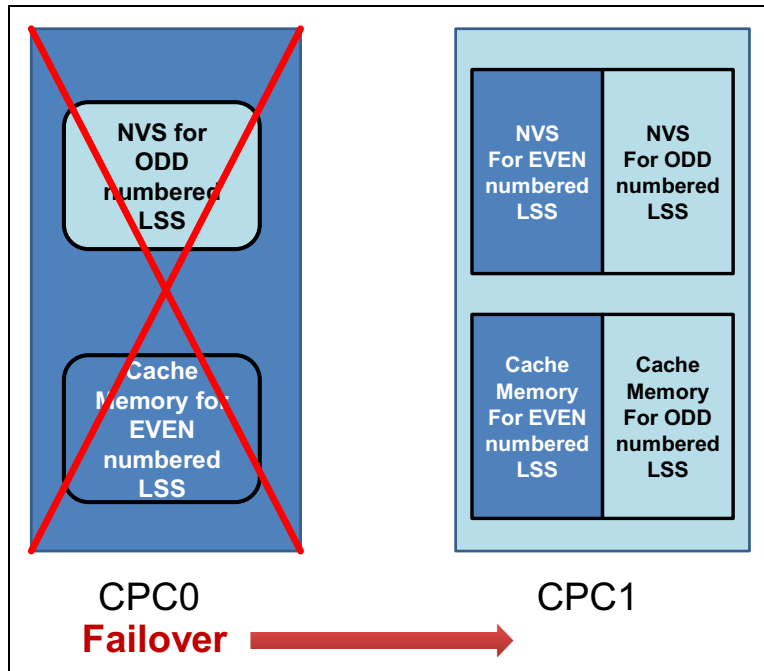 NVS for
ODD
numbered
LSS
Cache
Memory for
EVEN
numbered
LSS
NVS
For EVEN
numbered
LSS
NVS
For ODD
numbered
LSS
Cache
Memory
For EVEN
numbered
LSS
Cache
Memory
For ODD
numbered
LSS
CPC0
CPC1
Failover